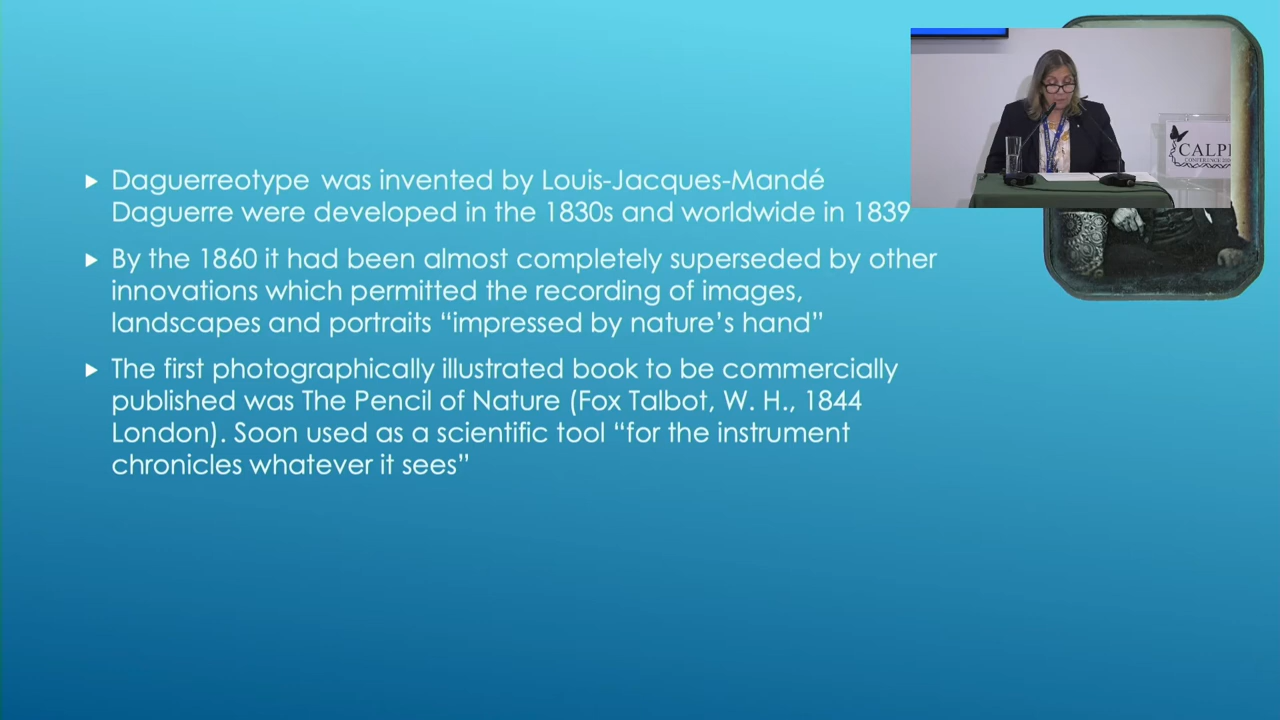 Daguerreotype was invented by Louis-Jacques-Mandé
Daguerre were developed in the 1830s and worldwide in 1839
By the 1860 it had been almost completely superseded by other
innovations which permitted the recording of images,
landscapes and portraits “impressed by nature’s hand”
The first photographically illustrated book to be commercially
published was The Pencil of Nature (Fox Talbot, W. H., 1844
London). Soon used as a scientific tool “for the instrument
chronicles whatever it sees”
CONFERENCE